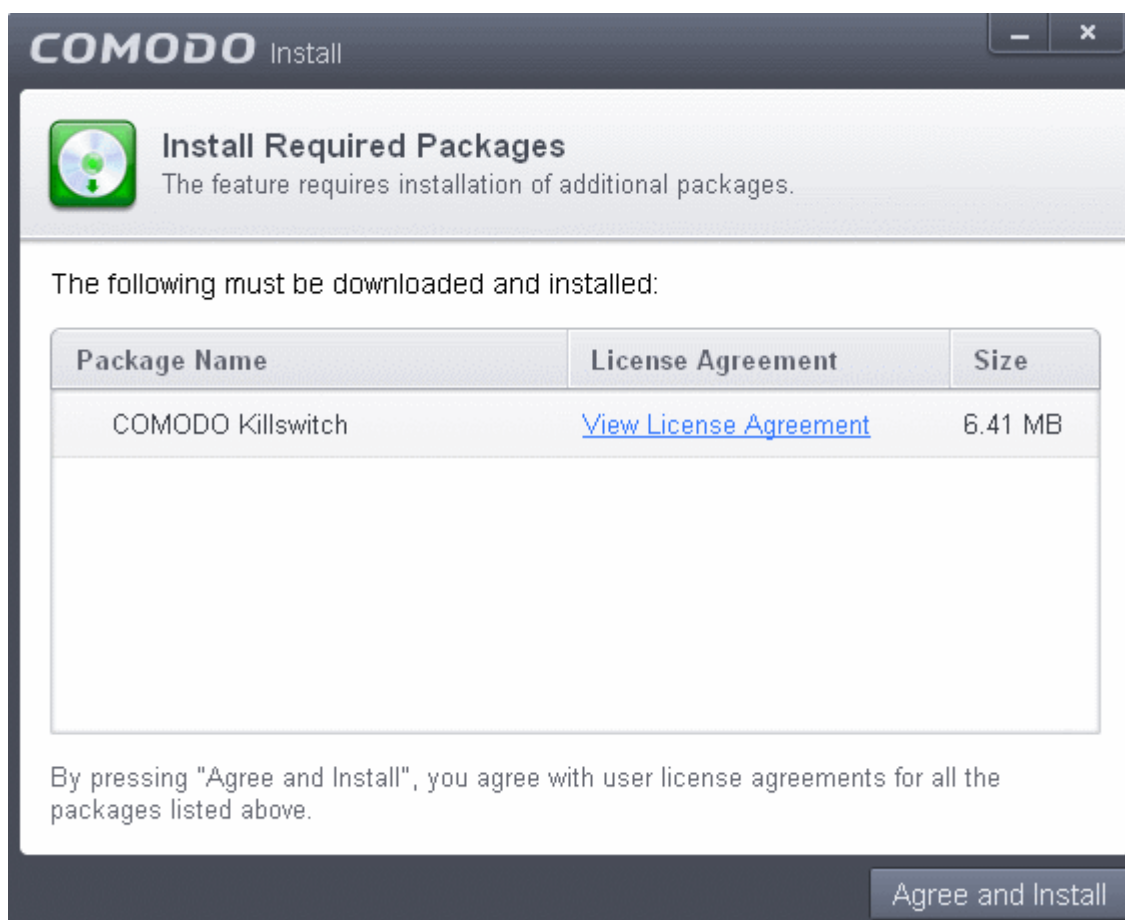 COMODO Install
Install Required Packages
The feature requires installation of additional packages.
The following must be downloaded and installed:
Package Name License Agreement Size
COMODO Killswitch View License Agreement 6.41 MB
By pressing "Agree and Install", you agree with user license agreements for all the
packages listed above.
Agree and Install